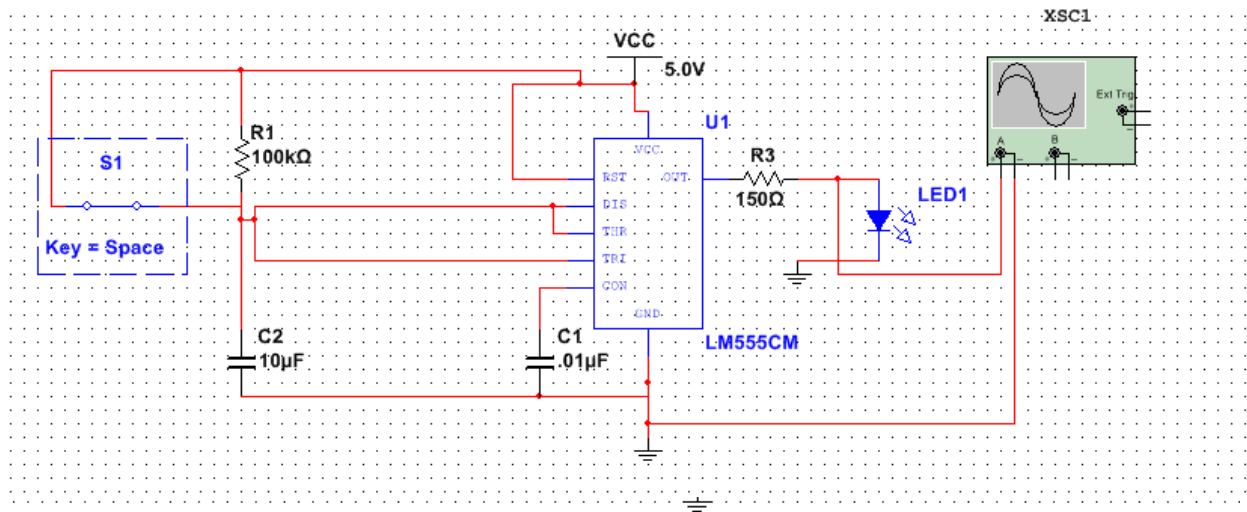 XSC1
VCC
5.0V
Ext Trig
+
-
A
B
+ - + -
S1
Key = Space
R1
100kΩ
U1
VCC
RST
OUT
DIS
THR
TRI
CON
GND
LM555CM
R3
150Ω
LED1
C2
10µF
C1
.01µF